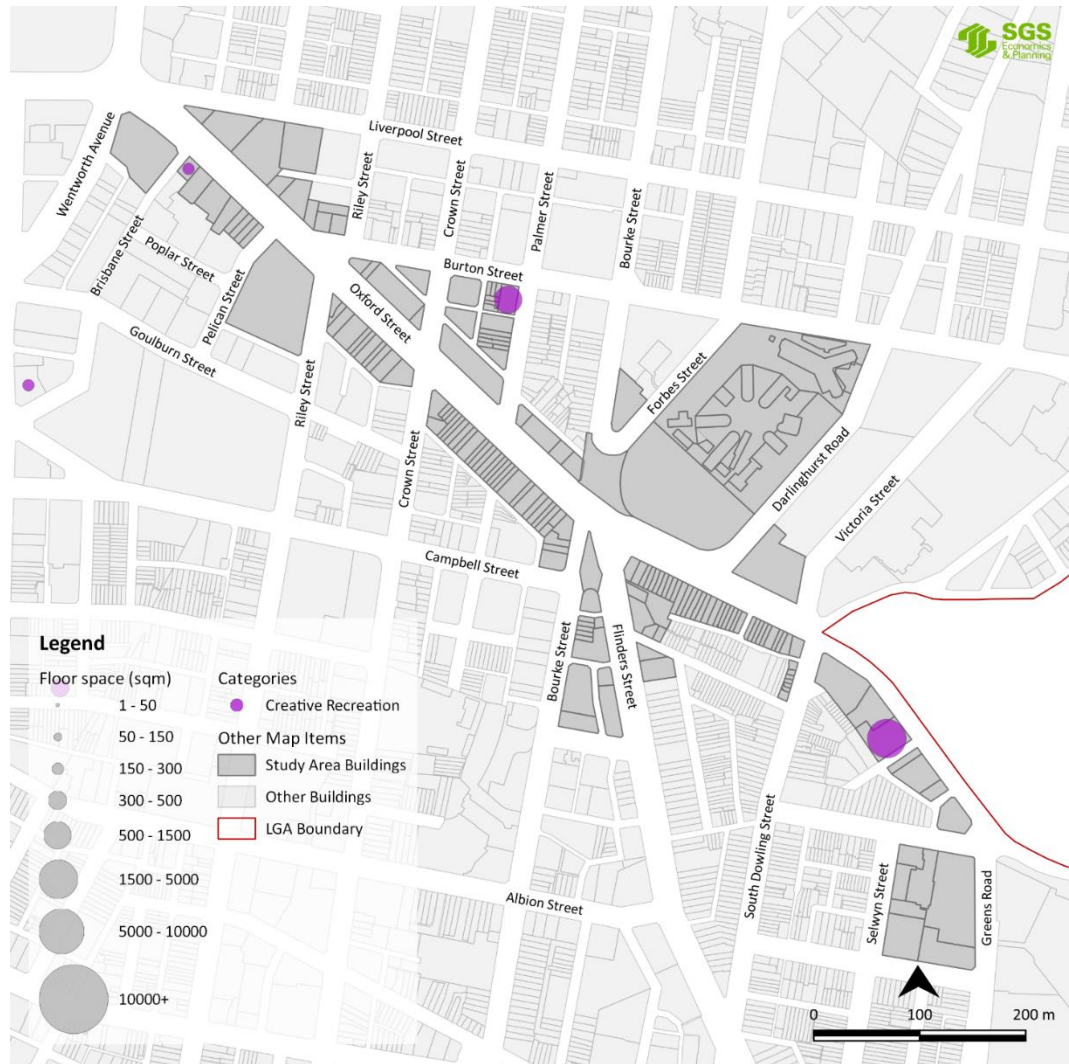 SGS
Economics
& Planning
Liverpool Street
Wentworth Avenue
Riley Street
Crown Street
Palmer Street
Bourke Street
Brisbane Street
Poplar Street
Pelican Street
Burton Street
Oxford Street
Goulburn Street
Riley Street
Crown Street
Forbes Street
Darlinghurst Road
Victoria Street
Campbell Street
Bourke Street
Flinders Street
South Dowling Street
Albion Street
Selwyn Street
Greens Road
Legend
Floor space (sqm)
1 - 50
50 - 150
150 - 300
300 - 500
500 - 1500
1500 - 5000
5000 - 10000
10000+
Categories
Creative Recreation
Other Map Items
Study Area Buildings
Other Buildings
LGA Boundary
0 100 200 m